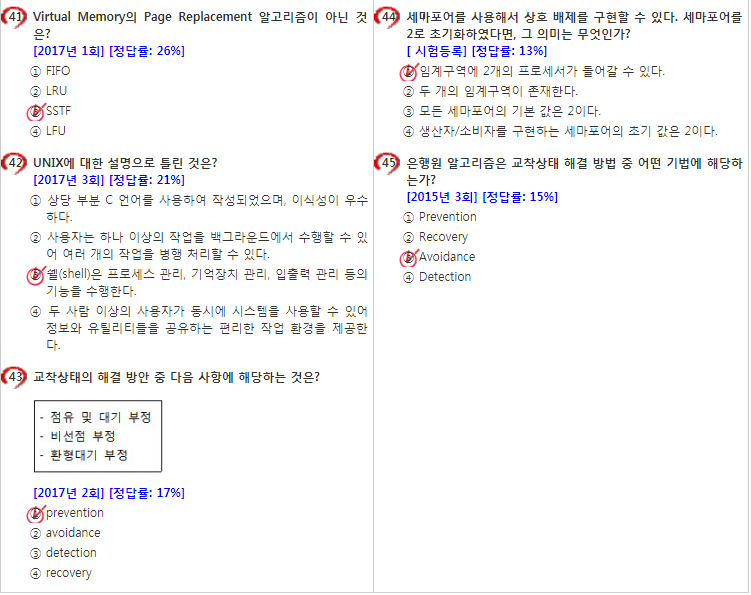 41 Virtual Memory의 Page Replacement 알고리즘이 아닌 것
은?
[2017년 1회] [정답률: 26%]
① FIFO
② LRU
③ SSTF
④ LFU
42 UNIX에 대한 설명으로 틀린 것은?
[2017년 3회] [정답률: 21%]
① 상당 부분 C 언어를 사용하여 작성되었으며, 이식성이 우수
하다.
② 사용자는 하나 이상의 작업을 백그라운드에서 수행할 수 있
어 여러 개의 작업을 병행 처리할 수 있다.
③ 쉘(shell)은 프로세스 관리, 기억장치 관리, 입출력 관리 등의
기능을 수행한다.
④ 두 사람 이상의 사용자가 동시에 시스템을 사용할 수 있어
정보와 유틸리티들을 공유하는 편리한 작업 환경을 제공한
다.
43 교착상태의 해결 방안 중 다음 사항에 해당하는 것은?
- 점유 및 대기 부정
- 비선점 부정
- 환형대기 부정
[2017년 2회] [정답률: 17%]
① prevention
② avoidance
③ detection
④ recovery
44 세마포어를 사용해서 상호 배제를 구현할 수 있다. 세마포어를
2로 초기화하였다면, 그 의미는 무엇인가?
[ 시험등록] [정답률: 13%]
① 임계구역에 2개의 프로세서가 들어갈 수 있다.
② 두 개의 임계구역이 존재한다.
③ 모든 세마포어의 기본 값은 2이다.
④ 생산자/소비자를 구현하는 세마포어의 초기 값은 2이다.
45 은행원 알고리즘은 교착상태 해결 방법 중 어떤 기법에 해당하
는가?
[2015년 3회] [정답률: 15%]
① Prevention
② Recovery
③ Avoidance
④ Detection